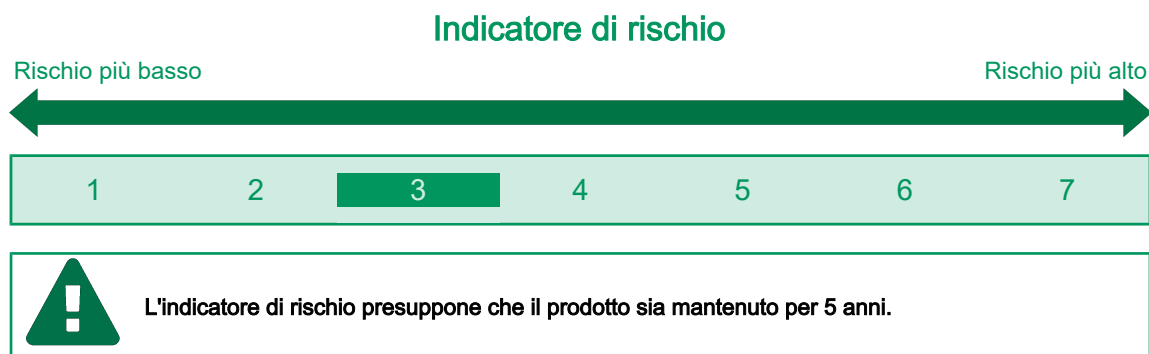 Indicatore di rischio
Rischio più basso Rischio più alto
1 2 3 4 5 6 7
L'indicatore di rischio presuppone che il prodotto sia mantenuto per 5 anni.